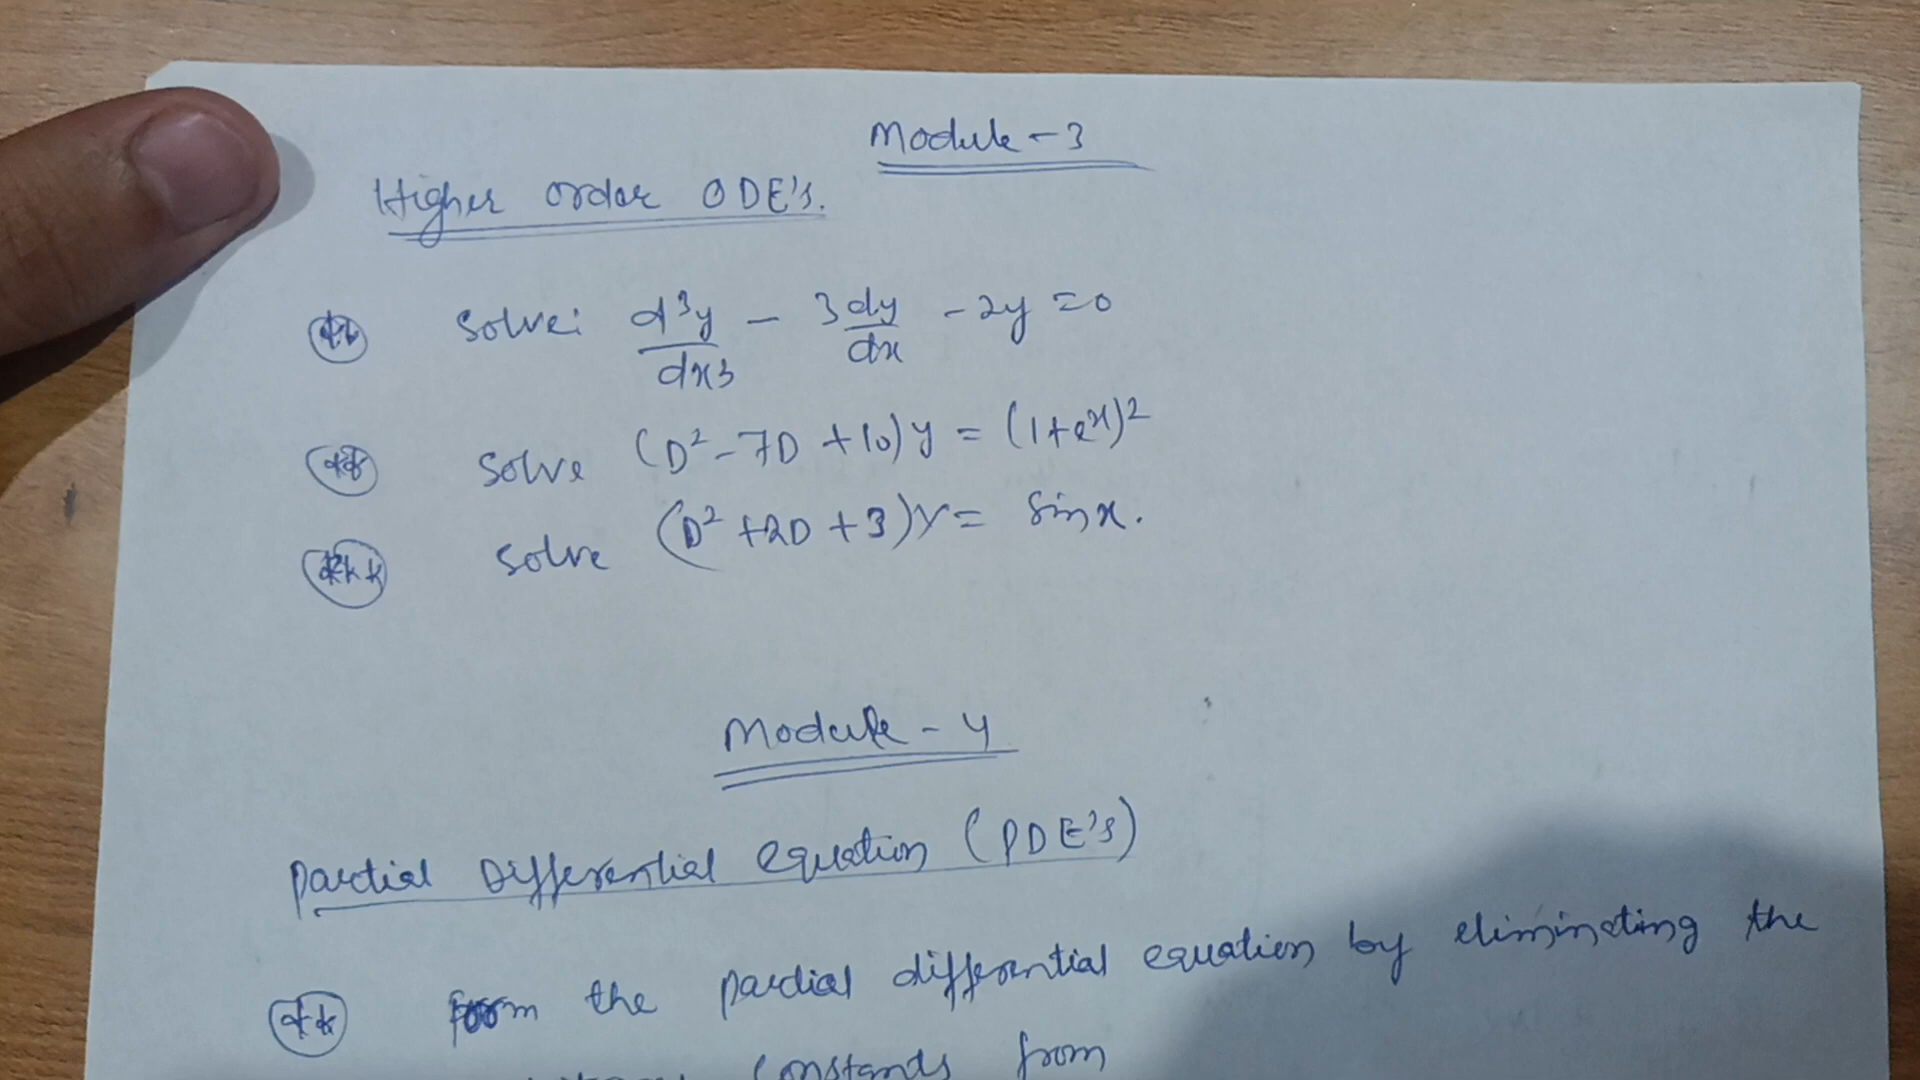 Module - 3
Higher order ODE's.
** Solve: d³y/dx³ - 3 dy/dx - 2y = 0
** Solve (D² - 7D + 10) y = (1+eˣ)²
*** Solve (D² + 2D + 3) y = sin x.
Module - 4
Partial Differential equation (PDE's)
** Form the partial differential equation by eliminating the
constands from